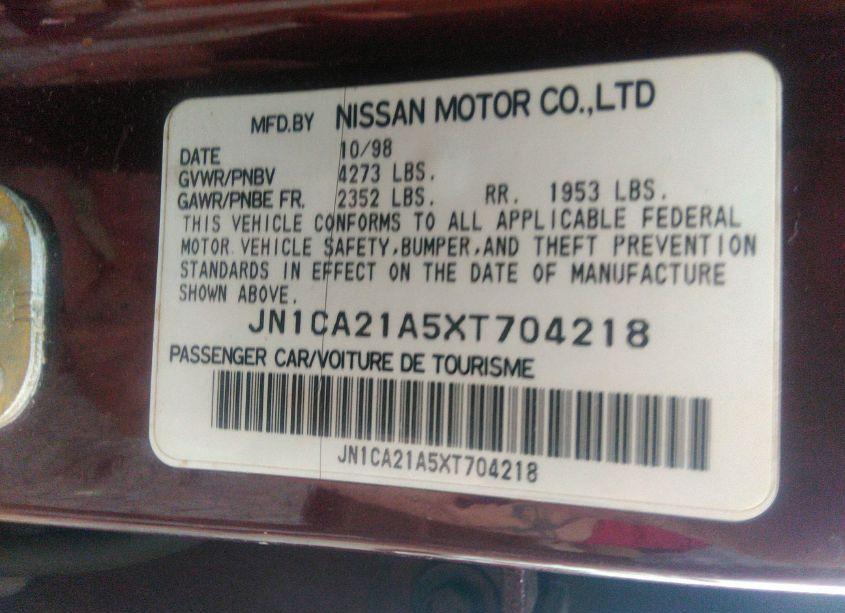 MFD.BY NISSAN MOTOR CO.,LTD
DATE 10/98
GVWR/PNBV 4273 LBS.
GAWR/PNBE FR. 2352 LBS. RR. 1953 LBS.
THIS VEHICLE CONFORMS TO ALL APPLICABLE FEDERAL
MOTOR VEHICLE SAFETY,BUMPER,AND THEFT PREVENTION
STANDARDS IN EFFECT ON THE DATE OF MANUFACTURE
SHOWN ABOVE.
JN1CA21A5XT704218
PASSENGER CAR/VOITURE DE TOURISME
JN1CA21A5XT704218